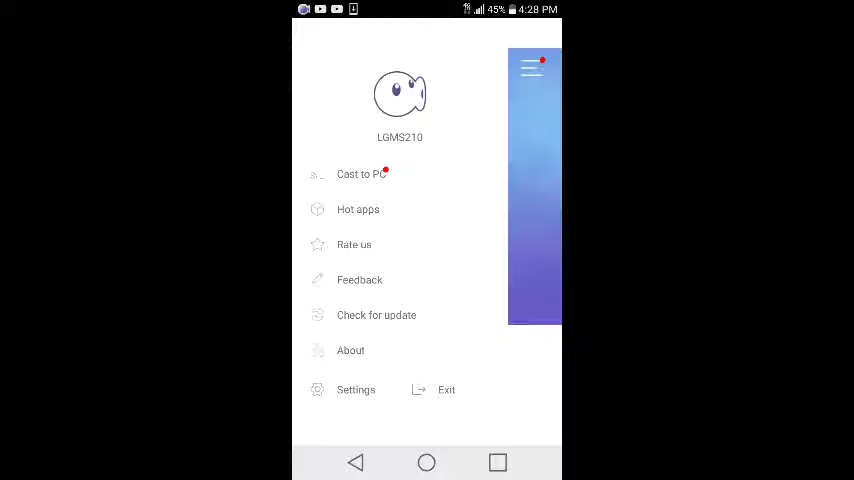 45% 4:28 PM
LGMS210
Cast to PC
Hot apps
Rate us
Feedback
Check for update
About
Settings Exit